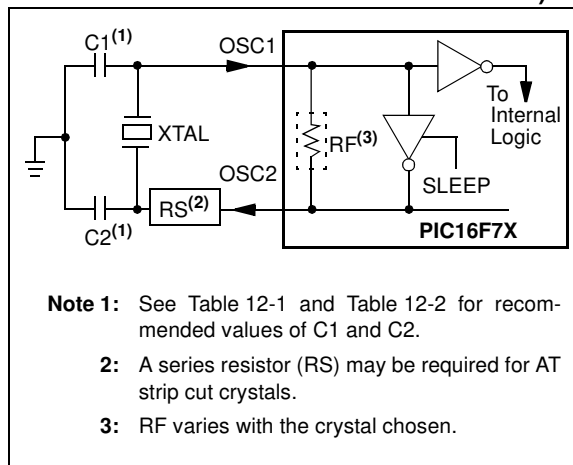 C1(1)
OSC1
To
Internal
Logic
XTAL
RF(3)
OSC2
SLEEP
RS(2)
C2(1)
PIC16F7X
Note 1: See Table 12-1 and Table 12-2 for recom-
mended values of C1 and C2.
2: A series resistor (RS) may be required for AT
strip cut crystals.
3: RF varies with the crystal chosen.